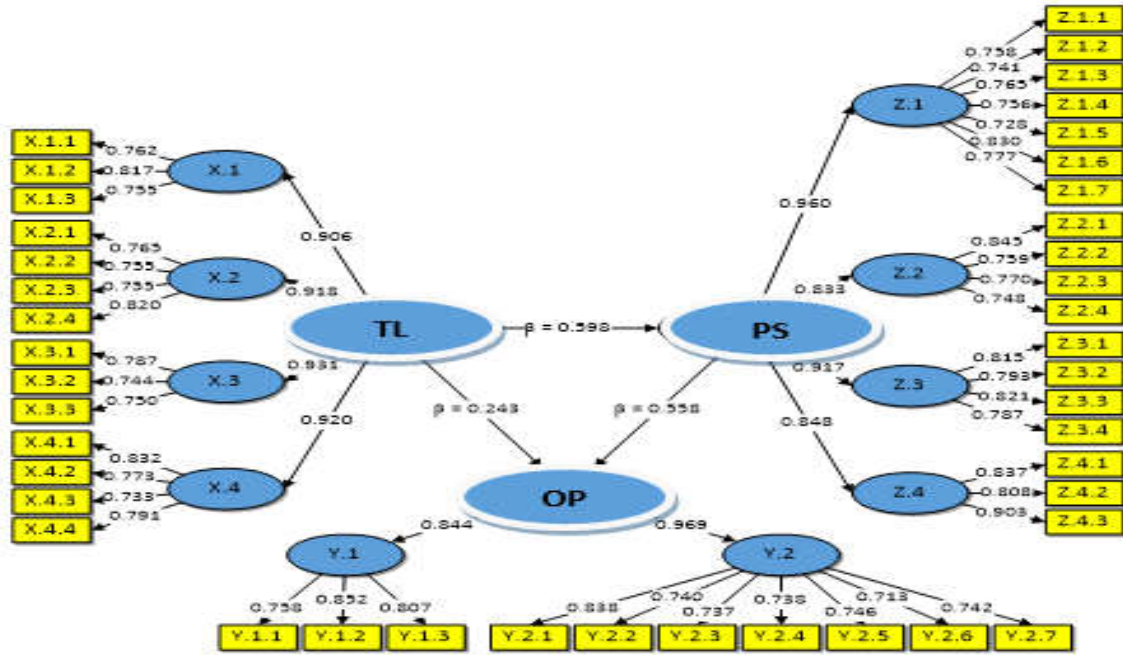 Z.1.1
0.758
Z.1.2
0.741
Z.1.3
0.765
Z.1
0.756
Z.1.4
0.728
Z.1.5
0.830
Z.1.6
0.777
Z.1.7
X.1.1
0.762
X.1.2
0.817
X.1
X.1.3
0.755
0.960
0.906
X.2.1
0.765
X.2.2
0.755
X.2
X.2.3
0.755
X.2.4
0.820
0.918
Z.2.1
0.845
Z.2.2
0.759
Z.2
Z.2.3
0.770
Z.2.4
0.748
0.833
TL
β = 0.598
PS
X.3.1
0.787
X.3.2
0.744
X.3
X.3.3
0.750
0.931
0.917
Z.3.1
0.815
Z.3.2
0.793
Z.3
Z.3.3
0.821
Z.3.4
0.787
β = 0.243
β = 0.558
0.920
0.848
X.4.1
0.832
X.4.2
0.773
X.4
X.4.3
0.733
X.4.4
0.791
OP
Z.4.1
0.837
Z.4
Z.4.2
0.808
Z.4.3
0.903
0.844
0.969
Y.1
Y.2
0.758
0.852
0.807
0.838
0.740
0.737
0.738
0.746
0.713
0.742
Y.1.1
Y.1.2
Y.1.3
Y.2.1
Y.2.2
Y.2.3
Y.2.4
Y.2.5
Y.2.6
Y.2.7